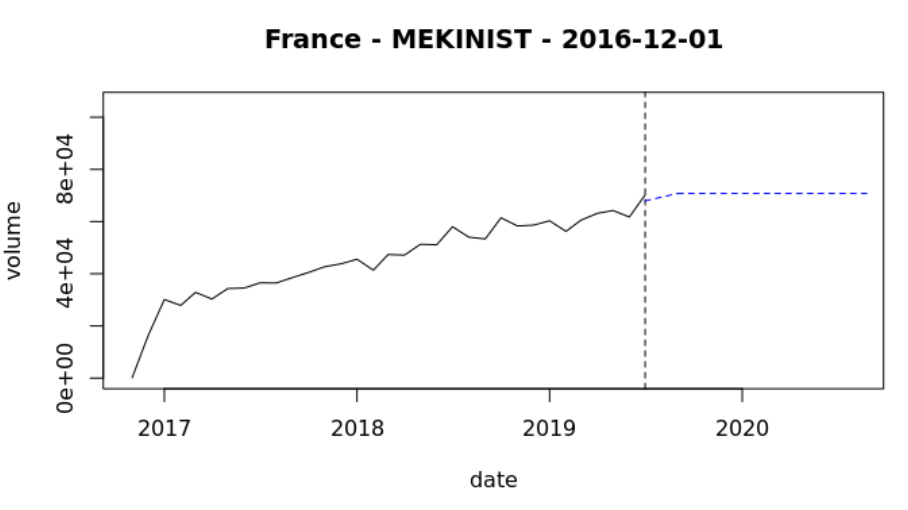 France - MEKINIST - 2016-12-01
volume
8e+04
4e+04
0e+00
2017 2018 2019 2020
date